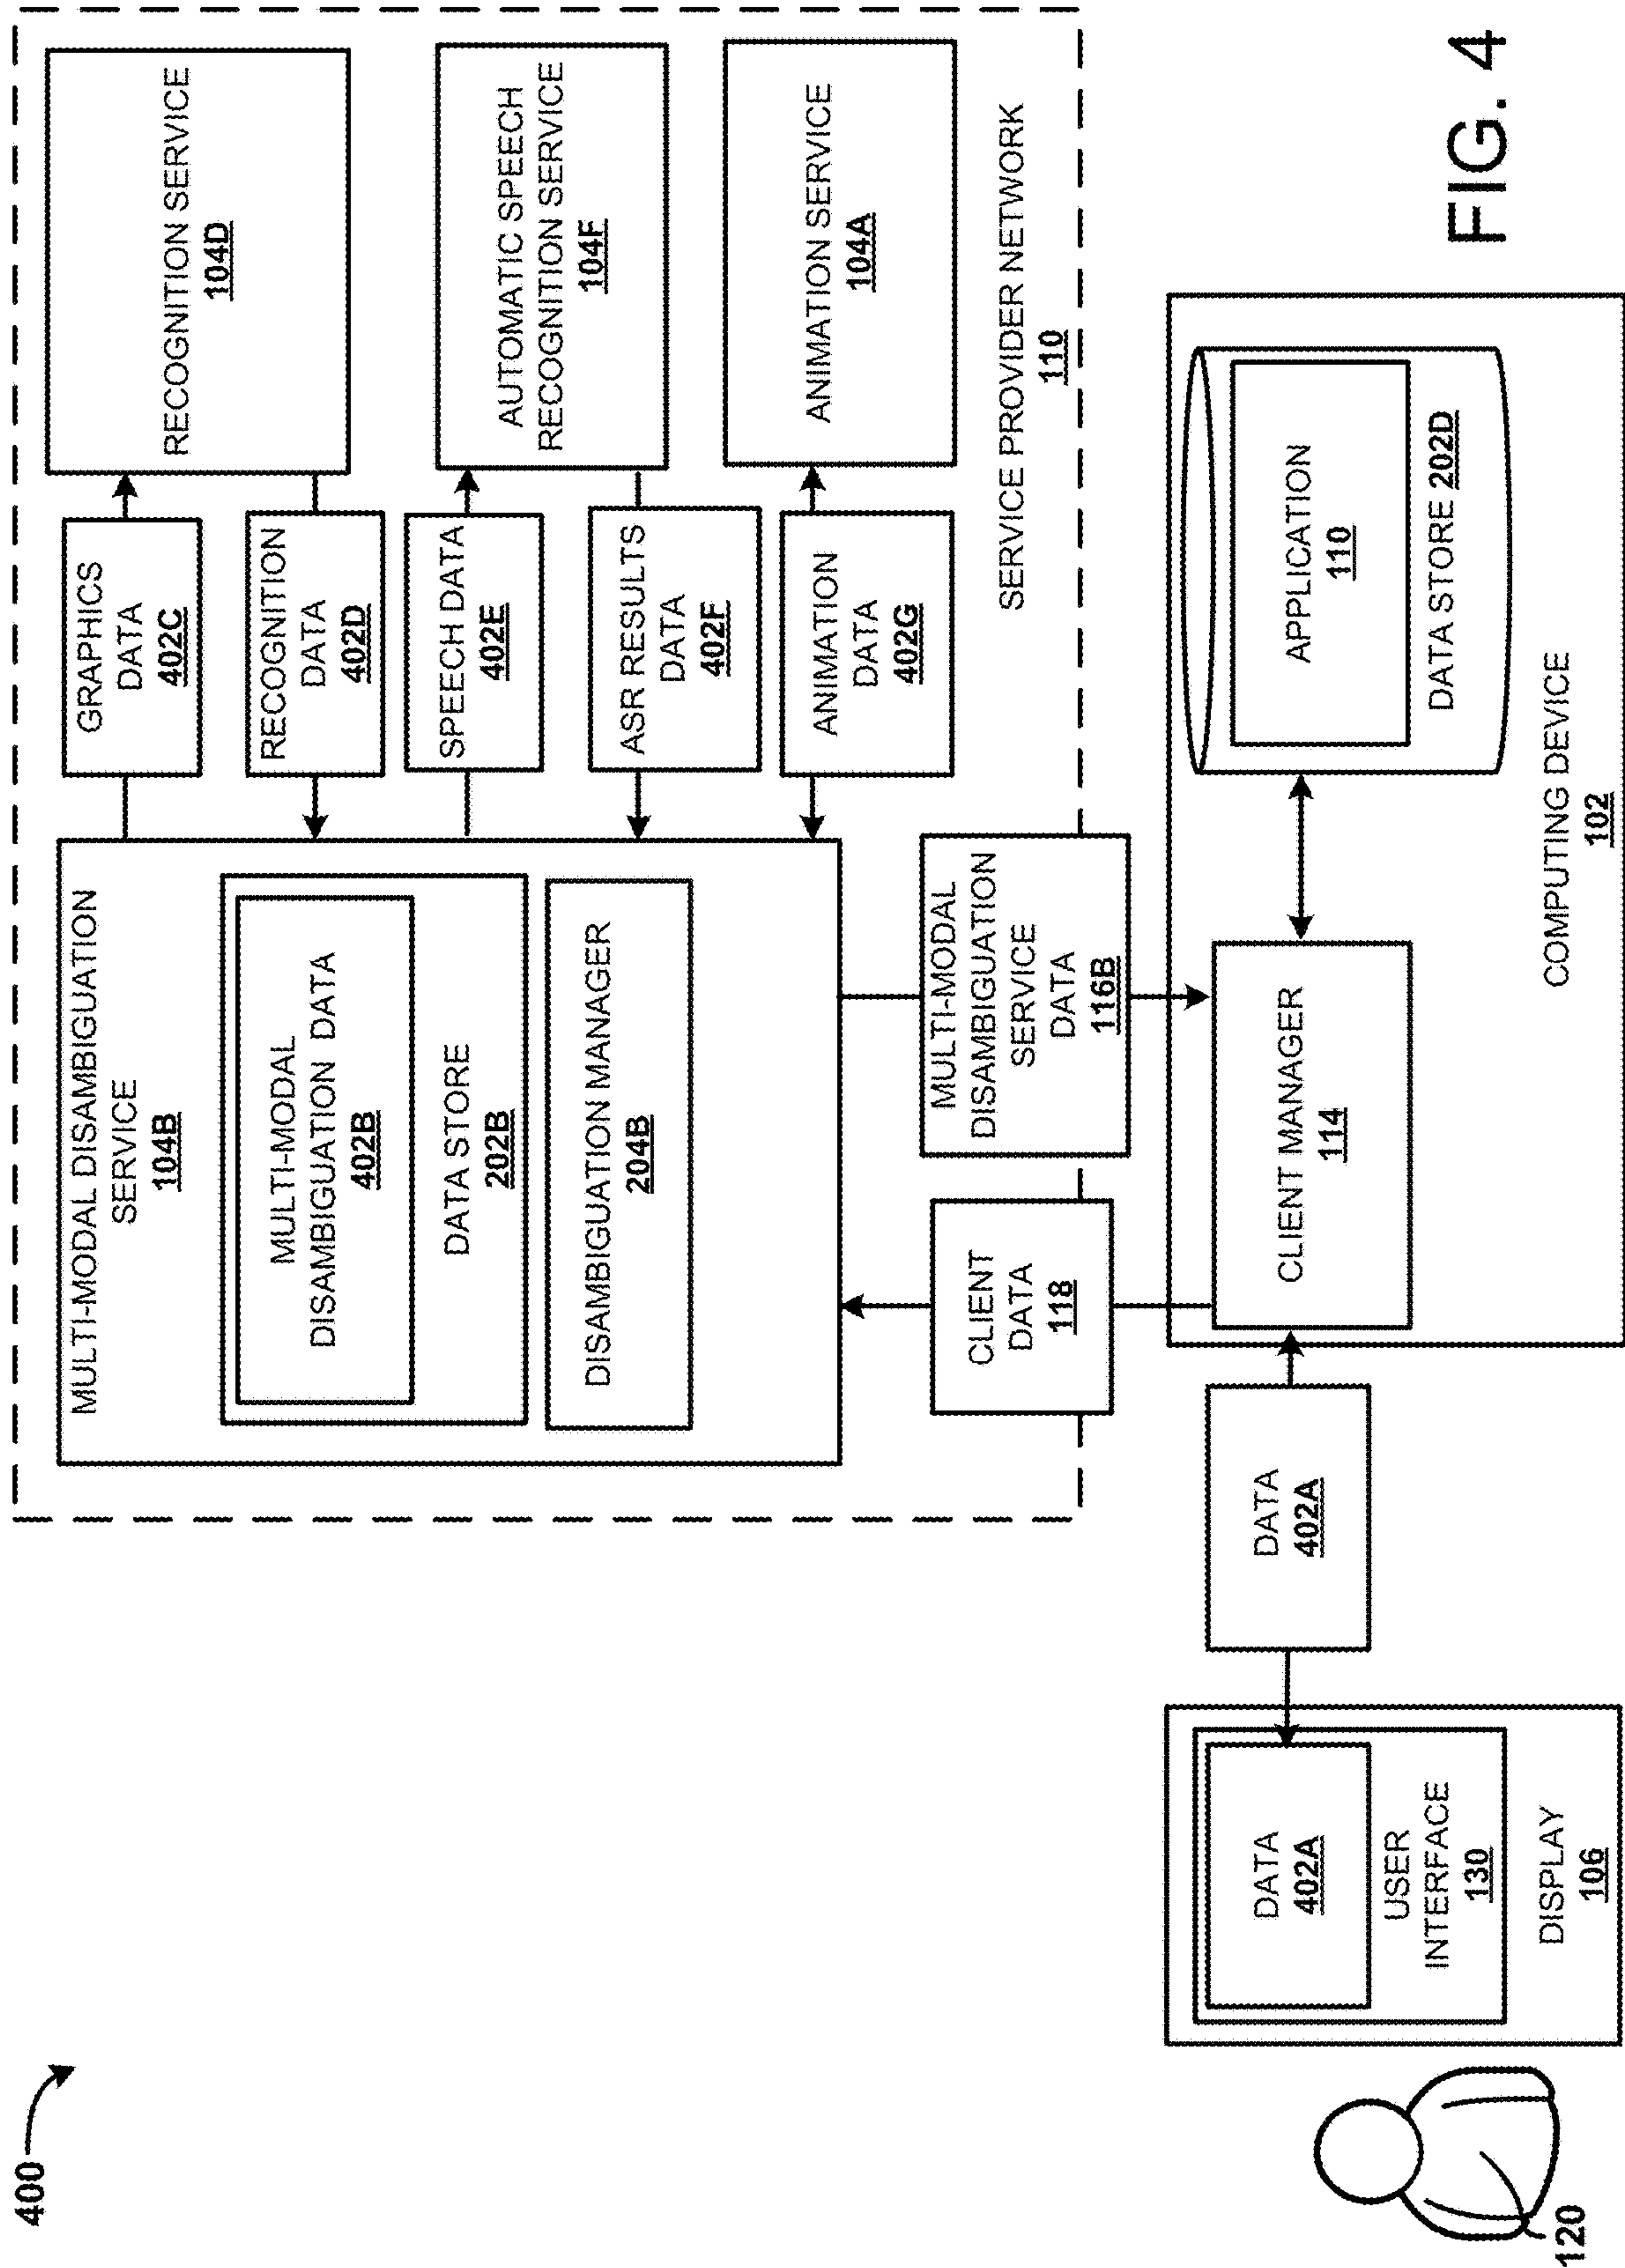 400
MULTI-MODAL DISAMBIGUATION
SERVICE
104B
MULTI-MODAL
DISAMBIGUATION DATA
402B
DATA STORE
202B
DISAMBIGUATION MANAGER
204B
GRAPHICS
DATA
402C
RECOGNITION
DATA
402D
SPEECH DATA
402E
ASR RESULTS
DATA
402F
ANIMATION
DATA
402G
RECOGNITION SERVICE
104D
AUTOMATIC SPEECH
RECOGNITION SERVICE
104F
ANIMATION SERVICE
104A
SERVICE PROVIDER NETWORK
110
CLIENT
DATA
118
MULTI-MODAL
DISAMBIGUATION
SERVICE
DATA
116B
120
DATA
402A
USER
INTERFACE
130
DISPLAY
106
DATA
402A
CLIENT MANAGER
114
APPLICATION
110
DATA STORE 202D
COMPUTING DEVICE
102
FIG. 4